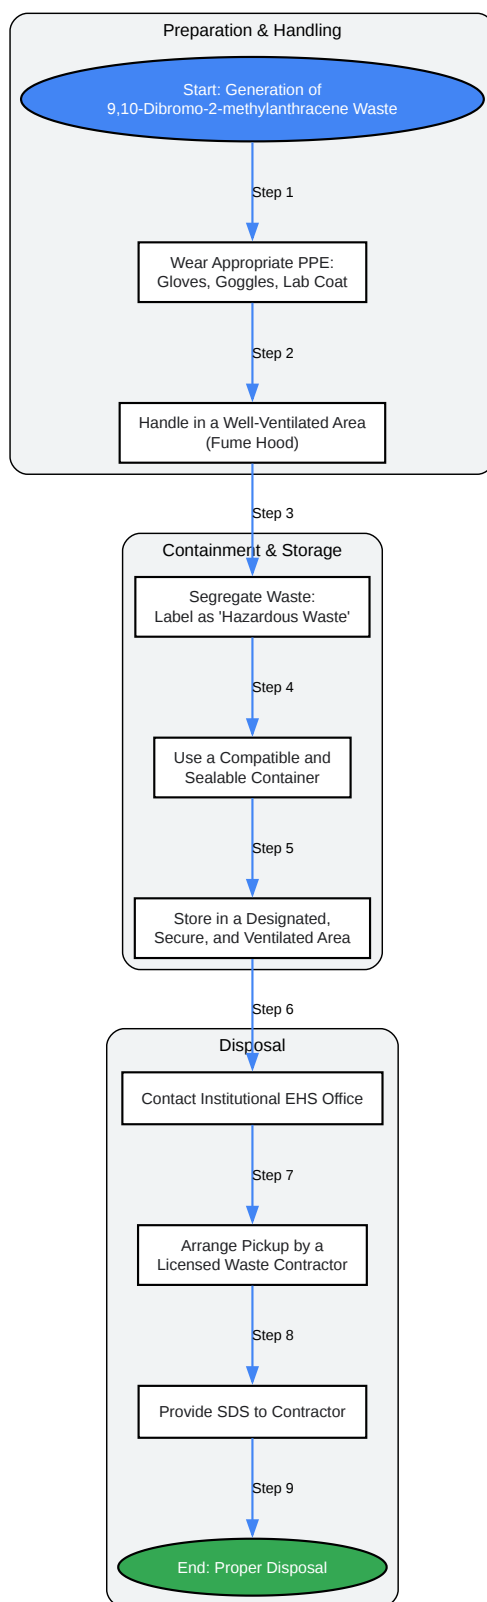 Preparation & Handling
Start: Generation of
9,10-Dibromo-2-methylanthracene Waste
Step 1
Wear Appropriate PPE:
Gloves, Goggles, Lab Coat
Step 2
Handle in a Well-Ventilated Area
(Fume Hood)
Step 3
Containment & Storage
Segregate Waste:
Label as 'Hazardous Waste'
Step 4
Use a Compatible and
Sealable Container
Step 5
Store in a Designated,
Secure, and Ventilated Area
Step 6
Disposal
Contact Institutional EHS Office
Step 7
Arrange Pickup by a
Licensed Waste Contractor
Step 8
Provide SDS to Contractor
Step 9
End: Proper Disposal